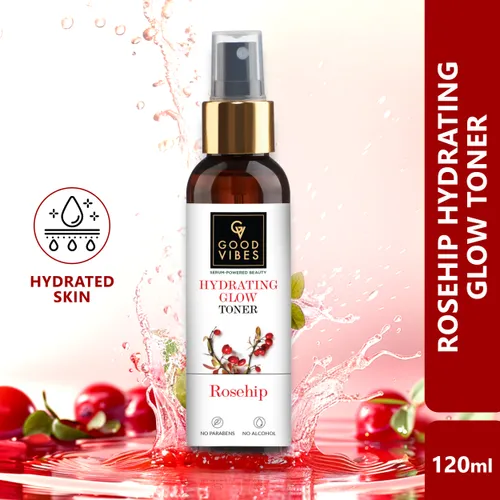 HYDRATED
SKIN
GV
GOOD
VIBES
SERUM-POWERED BEAUTY
HYDRATING
GLOW
TONER
Rosehip
NO PARABENS
NO ALCOHOL
ROSEHIP HYDRATING
GLOW TONER
120ml